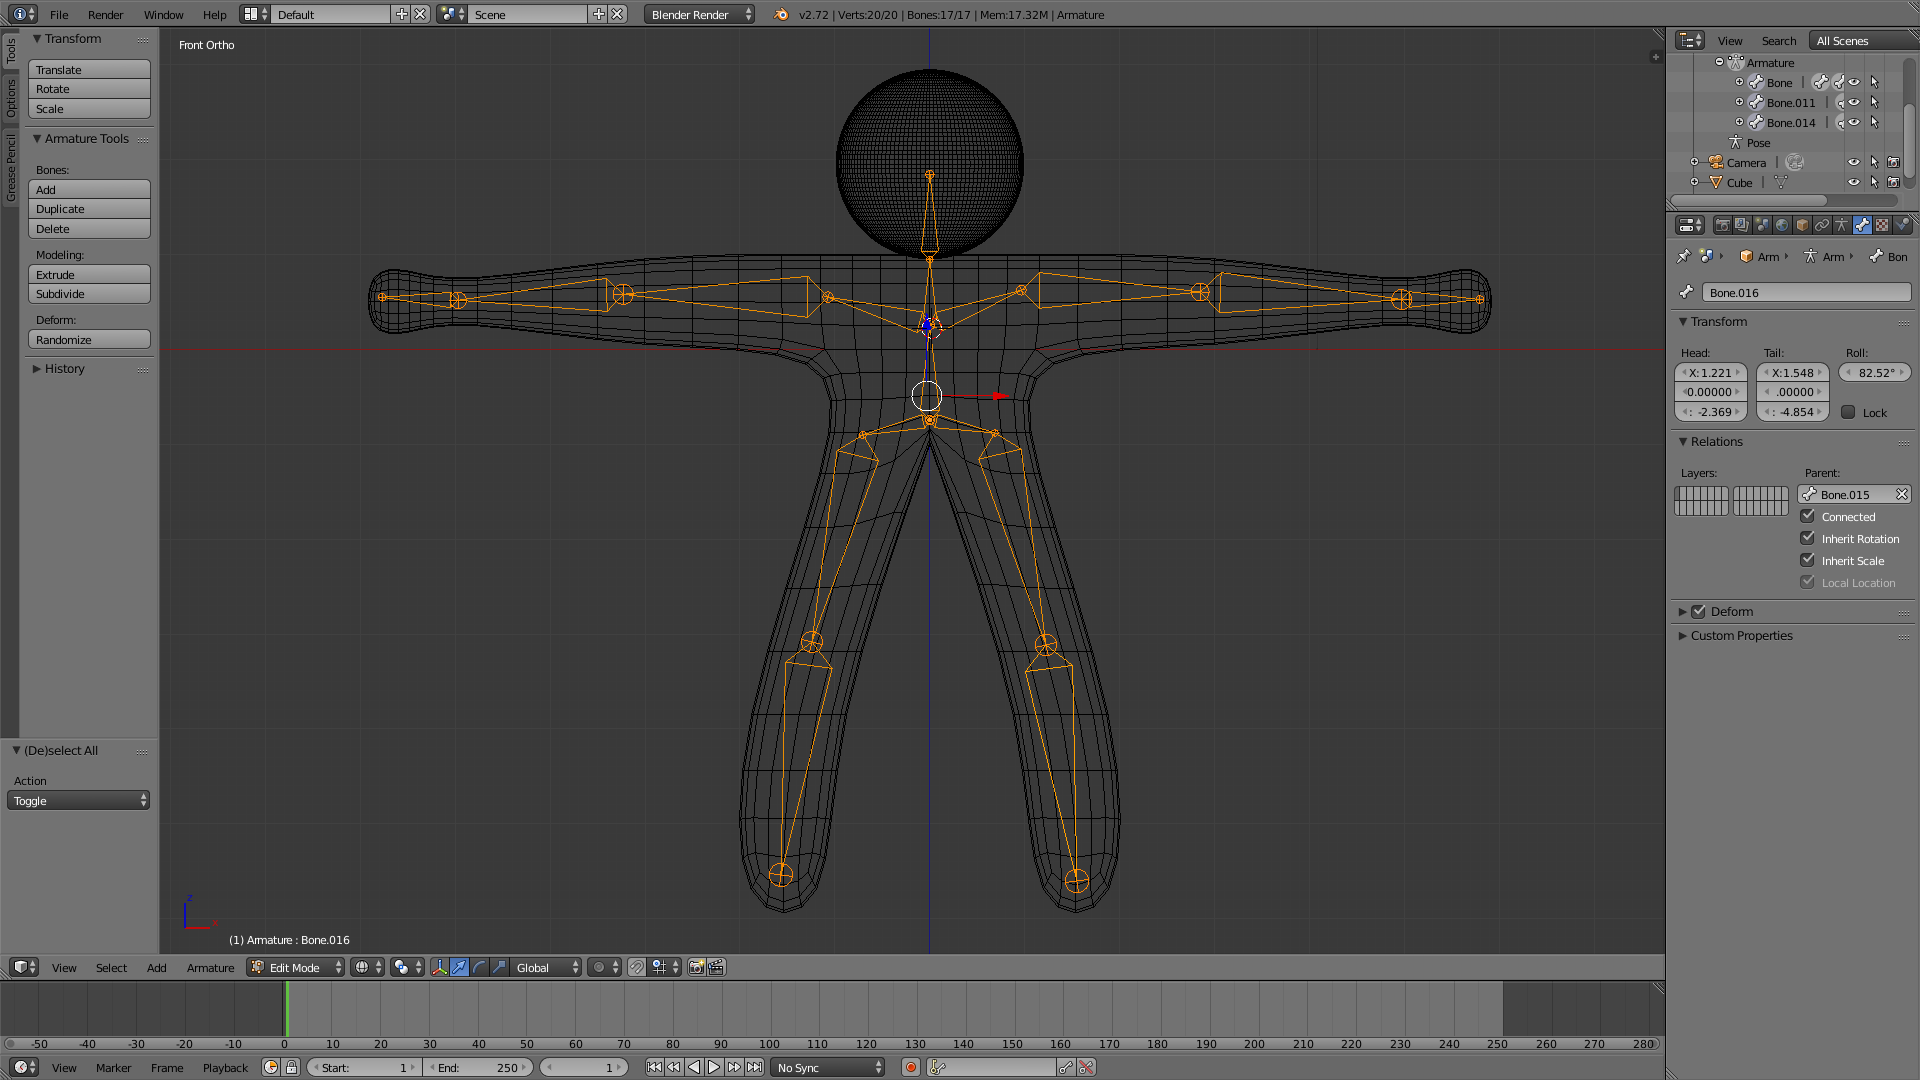 File Render Window Help Default Scene Blender Render v2.72 | Verts:20/20 | Bones:17/17 | Mem:17.32M | Armature
Tools
Options
Grease Pencil
Transform
Translate
Rotate
Scale
Armature Tools
Bones:
Add
Duplicate
Delete
Modeling:
Extrude
Subdivide
Deform:
Randomize
History
(De)select All
Action
Toggle
Front Ortho
z
x
(1) Armature : Bone.016
View Select Add Armature Edit Mode Global
-50 -40 -30 -20 -10 0 10 20 30 40 50 60 70 80 90 100 110 120 130 140 150 160 170 180 190 200 210 220 230 240 250 260 270 280
View Marker Frame Playback Start: 1 End: 250 1 No Sync
View Search All Scenes
Armature
Bone
Bone.011
Bone.014
Pose
Camera
Cube
Arm Arm Bon
Bone.016
Transform
Head: Tail: Roll:
X:1.221 X:1.548 82.52°
0.00000 .00000
: -2.369 : -4.854 Lock
Relations
Layers: Parent:
Bone.015
Connected
Inherit Rotation
Inherit Scale
Local Location
Deform
Custom Properties